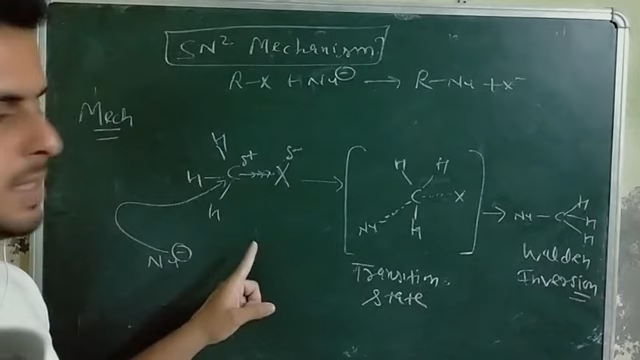 SN² Mechanism
R-X + Nu⊖ → R-Nu + X⁻
Mech
H
H-C δ+ →→→ X δ-
H
Nu⊖
[H H
C ⋯ X
Nu ⋯ H]
Transition
State
→ Nu-C H
H
H
Walden
Inversion